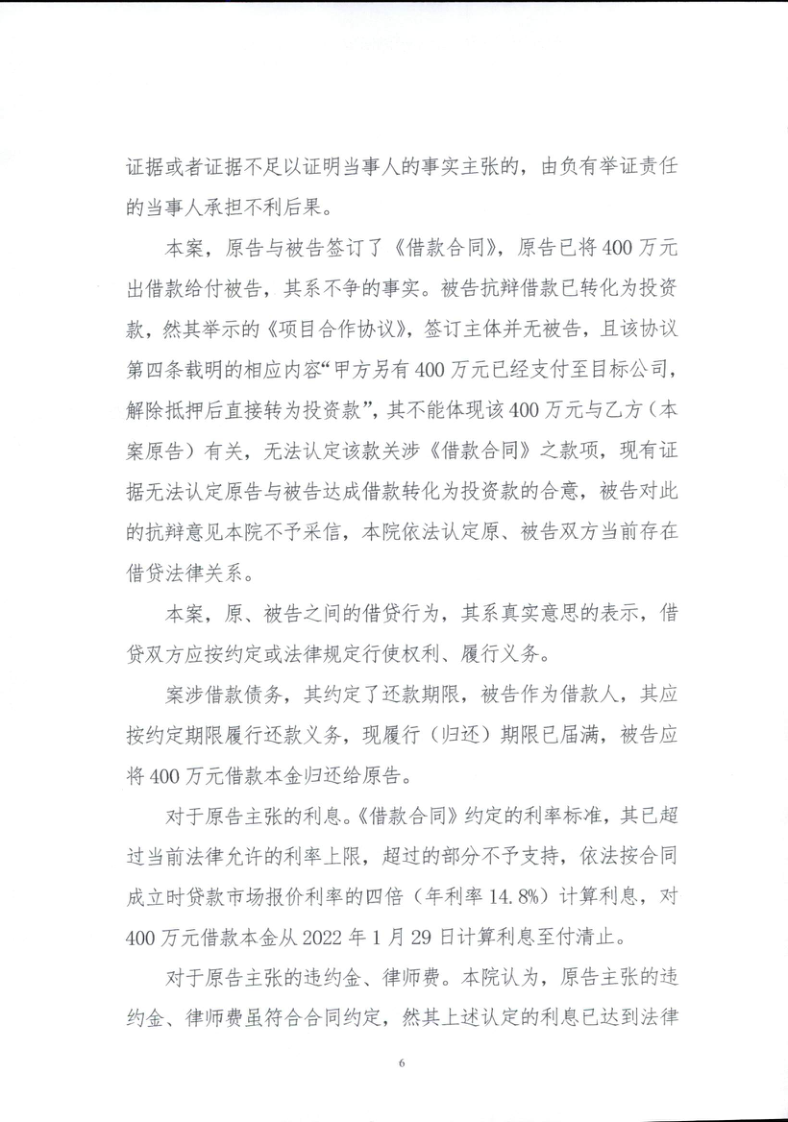 证据或者证据不足以证明当事人的事实主张的，由负有举证责任
的当事人承担不利后果。
本案，原告与被告签订了《借款合同》，原告已将 400 万元
出借款给付被告，其系不争的事实。被告抗辩借款已转化为投资
款，然其举示的《项目合作协议》，签订主体并无被告，且该协议
第四条载明的相应内容“甲方另有 400 万元已经支付至目标公司，
解除抵押后直接转为投资款”，其不能体现该 400 万元与乙方（本
案原告）有关，无法认定该款关涉《借款合同》之款项，现有证
据无法认定原告与被告达成借款转化为投资款的合意，被告对此
的抗辩意见本院不予采信，本院依法认定原、被告双方当前存在
借贷法律关系。
本案，原、被告之间的借贷行为，其系真实意思的表示，借
贷双方应按约定或法律规定行使权利、履行义务。
案涉借款债务，其约定了还款期限，被告作为借款人，其应
按约定期限履行还款义务，现履行（归还）期限已届满，被告应
将 400 万元借款本金归还给原告。
对于原告主张的利息。《借款合同》约定的利率标准，其已超
过当前法律允许的利率上限，超过的部分不予支持，依法按合同
成立时贷款市场报价利率的四倍（年利率 14.8%）计算利息，对
400 万元借款本金从 2022 年 1 月 29 日计算利息至付清止。
对于原告主张的违约金、律师费。本院认为，原告主张的违
约金、律师费虽符合合同约定，然其上述认定的利息已达到法律
6